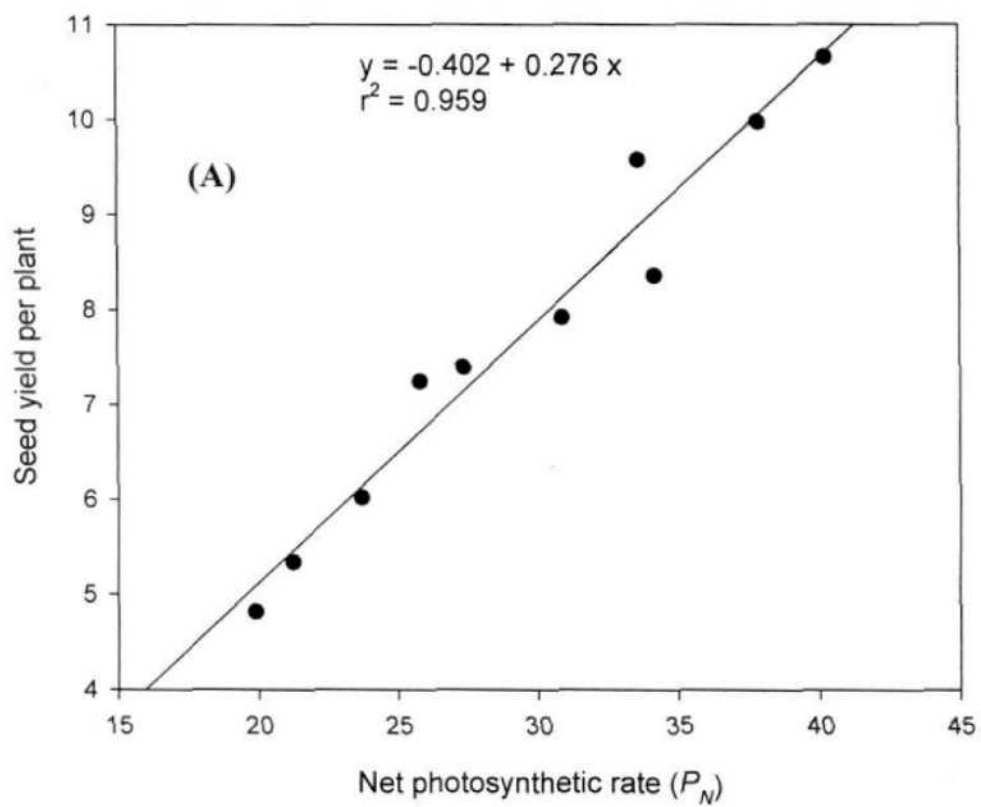 y = -0.402 + 0.276 x
r² = 0.959
(A)
Seed yield per plant
11
10
9
8
7
6
5
4
15 20 25 30 35 40 45
Net photosynthetic rate (P_N)